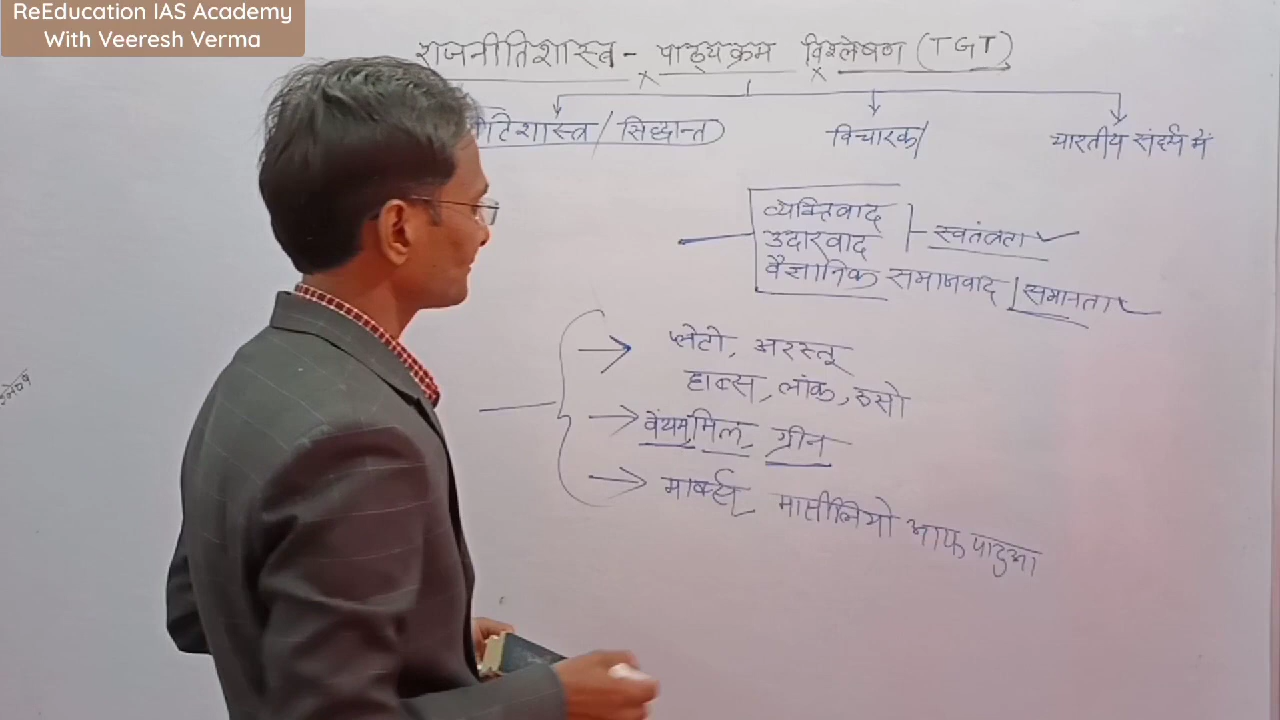 ReEducation IAS Academy
With Veeresh Verma
राजनीतिशास्त्र - पाठ्यक्रम विश्लेषण (TGT)
सिद्धान्त
विचारक
भारतीय संदर्भ में
व्यक्तिवाद
उदारवाद
स्वतंत्रता
वैज्ञानिक समाजवाद
समानता
प्लेटो, अरस्तू
हाब्स, लॉक, रूसो
बेंथम, मिल, ग्रीन
मार्क्स, मार्सीलियो आफ पाडुआ